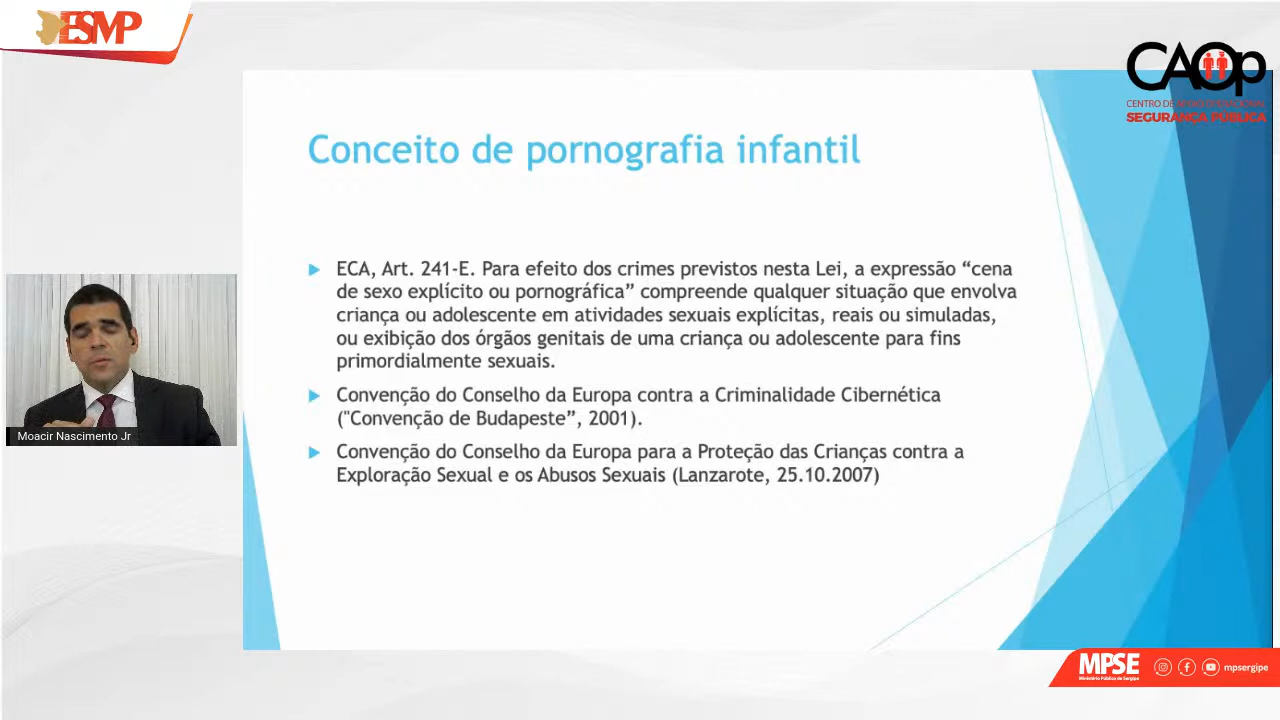 ESMP
CAOp
CENTRO DE APOIO OPERACIONAL
SEGURANÇA PÚBLICA
Conceito de pornografia infantil
ECA, Art. 241-E. Para efeito dos crimes previstos nesta Lei, a expressão “cena
de sexo explícito ou pornográfica” compreende qualquer situação que envolva
criança ou adolescente em atividades sexuais explícitas, reais ou simuladas,
ou exibição dos órgãos genitais de uma criança ou adolescente para fins
primordialmente sexuais.
Convenção do Conselho da Europa contra a Criminalidade Cibernética
("Convenção de Budapeste”, 2001).
Convenção do Conselho da Europa para a Proteção das Crianças contra a
Exploração Sexual e os Abusos Sexuais (Lanzarote, 25.10.2007)
Moacir Nascimento Jr
MPSE
Ministério Público de Sergipe
mpsergipe